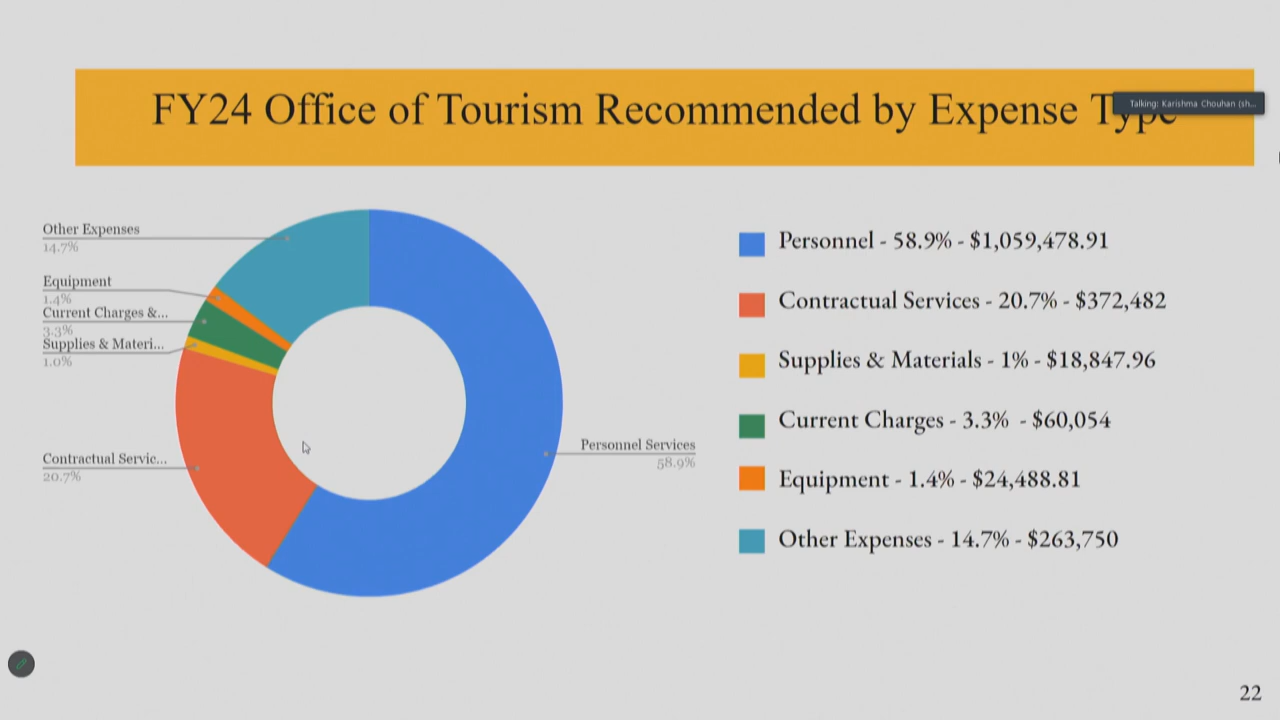 FY24 Office of Tourism Recommended by Expense Type
Talking: Karishma Chouhan (sh...
Other Expenses
14.7%
Equipment
1.4%
Current Charges &...
3.3%
Supplies & Materi...
1.0%
Contractual Servic...
20.7%
Personnel Services
58.9%
Personnel - 58.9% - $1,059,478.91
Contractual Services - 20.7% - $372,482
Supplies & Materials - 1% - $18,847.96
Current Charges - 3.3% - $60,054
Equipment - 1.4% - $24,488.81
Other Expenses - 14.7% - $263,750
22